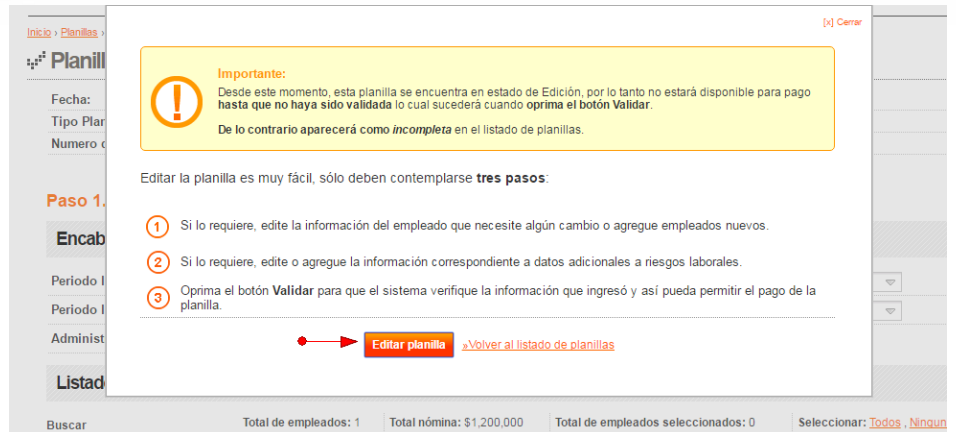 [x] Cerrar
Inicio › Planillas ›
Planill
Importante:
Desde este momento, esta planilla se encuentra en estado de Edición, por lo tanto no estará disponible para pago
hasta que no haya sido validada lo cual sucederá cuando oprima el botón Validar.
De lo contrario aparecerá como incompleta en el listado de planillas.
Fecha:
Tipo Plan
Numero d
Editar la planilla es muy fácil, sólo deben contemplarse tres pasos:
Paso 1.
1 Si lo requiere, edite la información del empleado que necesite algún cambio o agregue empleados nuevos.
Encab
2 Si lo requiere, edite o agregue la información correspondiente a datos adicionales a riesgos laborales.
Periodo l
3 Oprima el botón Validar para que el sistema verifique la información que ingresó y así pueda permitir el pago de la
planilla.
Periodo l
Administ
Editar planilla »Volver al listado de planillas
Listad
Buscar Total de empleados: 1 Total nómina: $1,200,000 Total de empleados seleccionados: 0 Seleccionar: Todos , Ningun